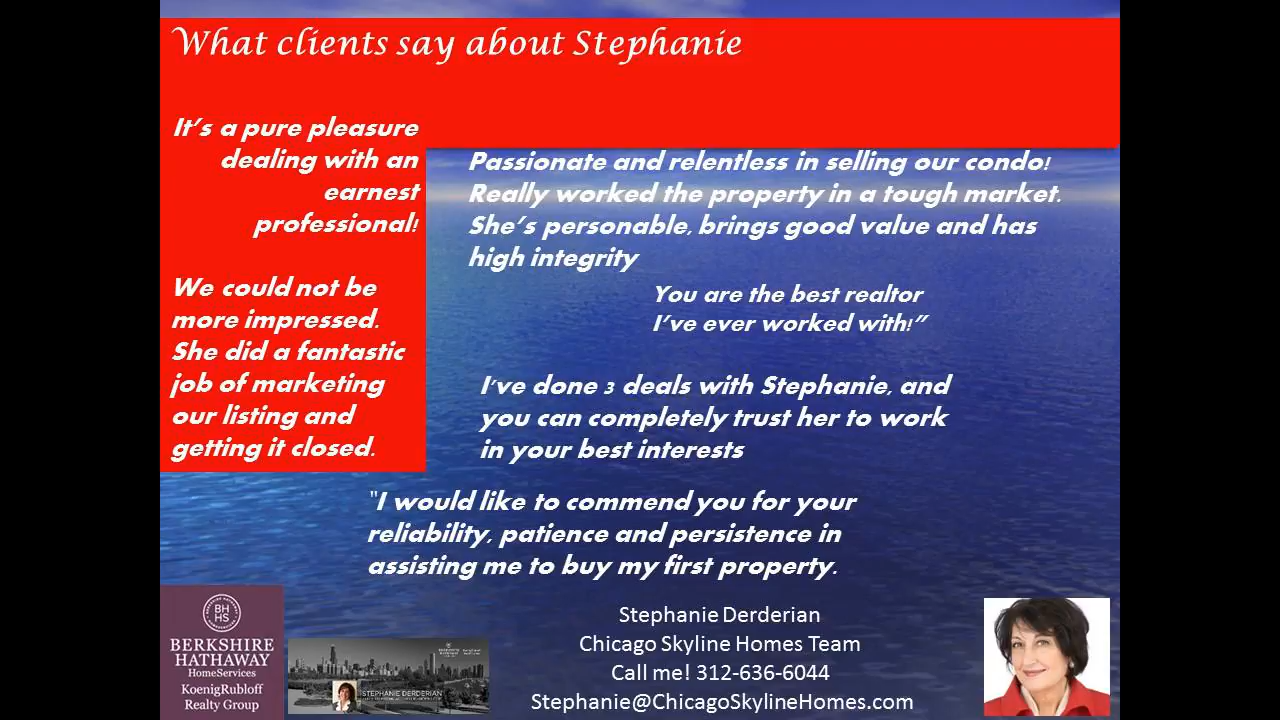 What clients say about Stephanie
It's a pure pleasure
dealing with an
earnest
professional!
We could not be
more impressed.
She did a fantastic
job of marketing
our listing and
getting it closed.
Passionate and relentless in selling our condo!
Really worked the property in a tough market.
She's personable, brings good value and has
high integrity
You are the best realtor
I've ever worked with!”
I've done 3 deals with Stephanie, and
you can completely trust her to work
in your best interests
"I would like to commend you for your
reliability, patience and persistence in
assisting me to buy my first property.
BH
HS
BERKSHIRE
HATHAWAY
HomeServices
KoenigRubloff
Realty Group
STEPHANIE DERDERIAN
Stephanie Derderian
Chicago Skyline Homes Team
Call me! 312-636-6044
Stephanie@ChicagoSkylineHomes.com